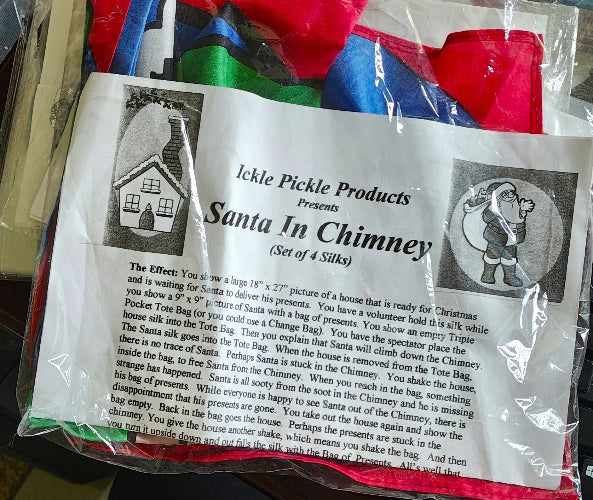 Ickle Pickle Products
Presents
Santa In Chimney
(Set of 4 Silks)
The Effect: You show a large 18" x 27" picture of a house that is ready for Christmas
and is waiting for Santa to deliver his presents. You have a volunteer hold this silk while
you show a 9" x 9" picture of Santa with a bag of presents. You show an empty Triple
Pocket Tote Bag (or you could use a Change Bag). You have the spectator place the
house silk into the Tote Bag. Then you explain that Santa will climb down the Chimney.
The Santa silk goes into the Tote Bag. When the house is removed from the Tote Bag,
there is no trace of Santa. Perhaps Santa is stuck in the Chimney. You shake the house,
inside the bag, to free Santa from the Chimney. When you reach in the bag, something
strange has happened. Santa is all sooty from the soot in the Chimney and he is missing
his bag of presents. While everyone is happy to see Santa out of the Chimney, there is
disappointment that his presents are gone. You take out the house again and show the
bag empty. Back in the bag goes the house. Perhaps the presents are stuck in the
chimney. You give the house another shake, which means you shake the bag. And then
you turn it upside down and out falls the silk with the Bag of Presents. All's well that